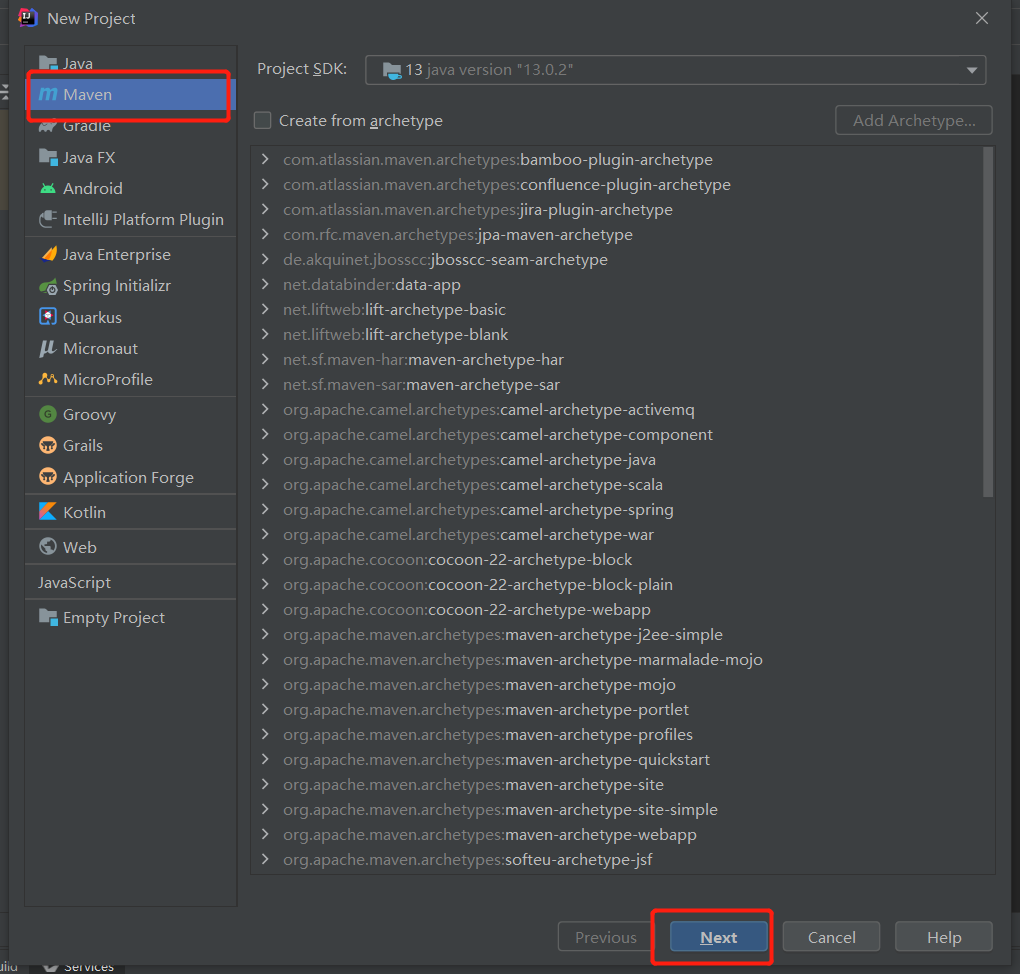 New Project
Java
Maven
Gradle
Java FX
Android
IntelliJ Platform Plugin
Java Enterprise
Spring Initializr
Quarkus
Micronaut
MicroProfile
Groovy
Grails
Application Forge
Kotlin
Web
JavaScript
Empty Project
Project SDK: 13 java version "13.0.2"
Create from archetype Add Archetype...
com.atlassian.maven.archetypes:bamboo-plugin-archetype
com.atlassian.maven.archetypes:confluence-plugin-archetype
com.atlassian.maven.archetypes:jira-plugin-archetype
com.rfc.maven.archetypes:jpa-maven-archetype
de.akquinet.jbosscc:jbosscc-seam-archetype
net.databinder:data-app
net.liftweb:lift-archetype-basic
net.liftweb:lift-archetype-blank
net.sf.maven-har:maven-archetype-har
net.sf.maven-sar:maven-archetype-sar
org.apache.camel.archetypes:camel-archetype-activemq
org.apache.camel.archetypes:camel-archetype-component
org.apache.camel.archetypes:camel-archetype-java
org.apache.camel.archetypes:camel-archetype-scala
org.apache.camel.archetypes:camel-archetype-spring
org.apache.camel.archetypes:camel-archetype-war
org.apache.cocoon:cocoon-22-archetype-block
org.apache.cocoon:cocoon-22-archetype-block-plain
org.apache.cocoon:cocoon-22-archetype-webapp
org.apache.maven.archetypes:maven-archetype-j2ee-simple
org.apache.maven.archetypes:maven-archetype-marmalade-mojo
org.apache.maven.archetypes:maven-archetype-mojo
org.apache.maven.archetypes:maven-archetype-portlet
org.apache.maven.archetypes:maven-archetype-profiles
org.apache.maven.archetypes:maven-archetype-quickstart
org.apache.maven.archetypes:maven-archetype-site
org.apache.maven.archetypes:maven-archetype-site-simple
org.apache.maven.archetypes:maven-archetype-webapp
org.apache.maven.archetypes:softeu-archetype-jsf
Previous Next Cancel Help
Services